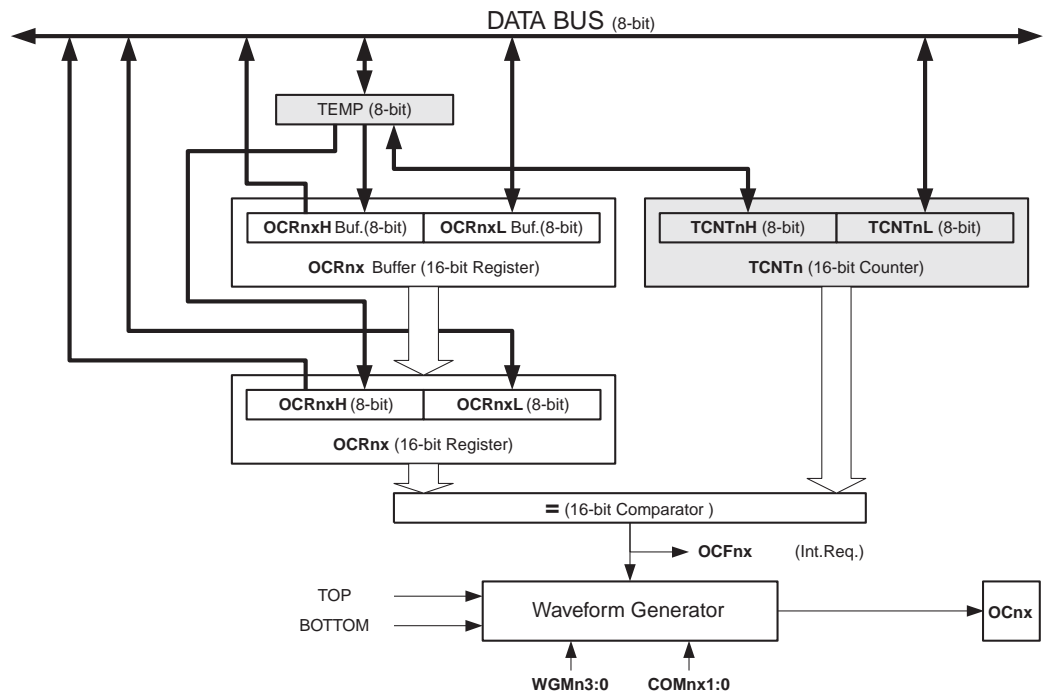 DATA BUS (8-bit)
TEMP (8-bit)
OCRnxH Buf.(8-bit) OCRnxL Buf.(8-bit)
OCRnx Buffer (16-bit Register)
TCNTnH (8-bit) TCNTnL (8-bit)
TCNTn (16-bit Counter)
OCRnxH (8-bit) OCRnxL (8-bit)
OCRnx (16-bit Register)
= (16-bit Comparator )
OCFnx (Int.Req.)
TOP
BOTTOM
Waveform Generator
OCnx
WGMn3:0 COMnx1:0